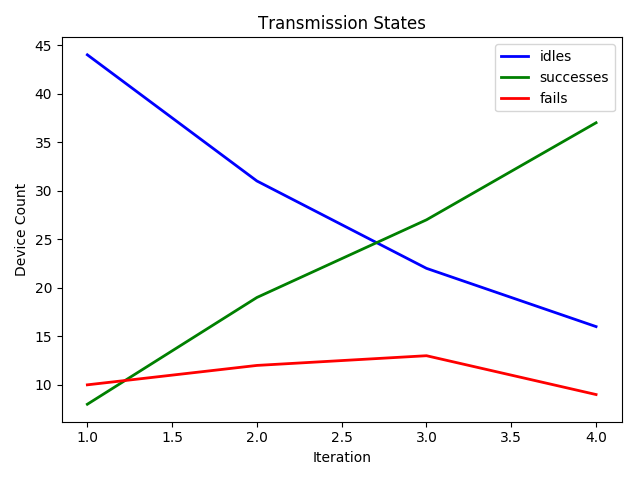 Transmission States
idles
successes
fails
Device Count
45
40
35
30
25
20
15
10
1.0 1.5 2.0 2.5 3.0 3.5 4.0
Iteration